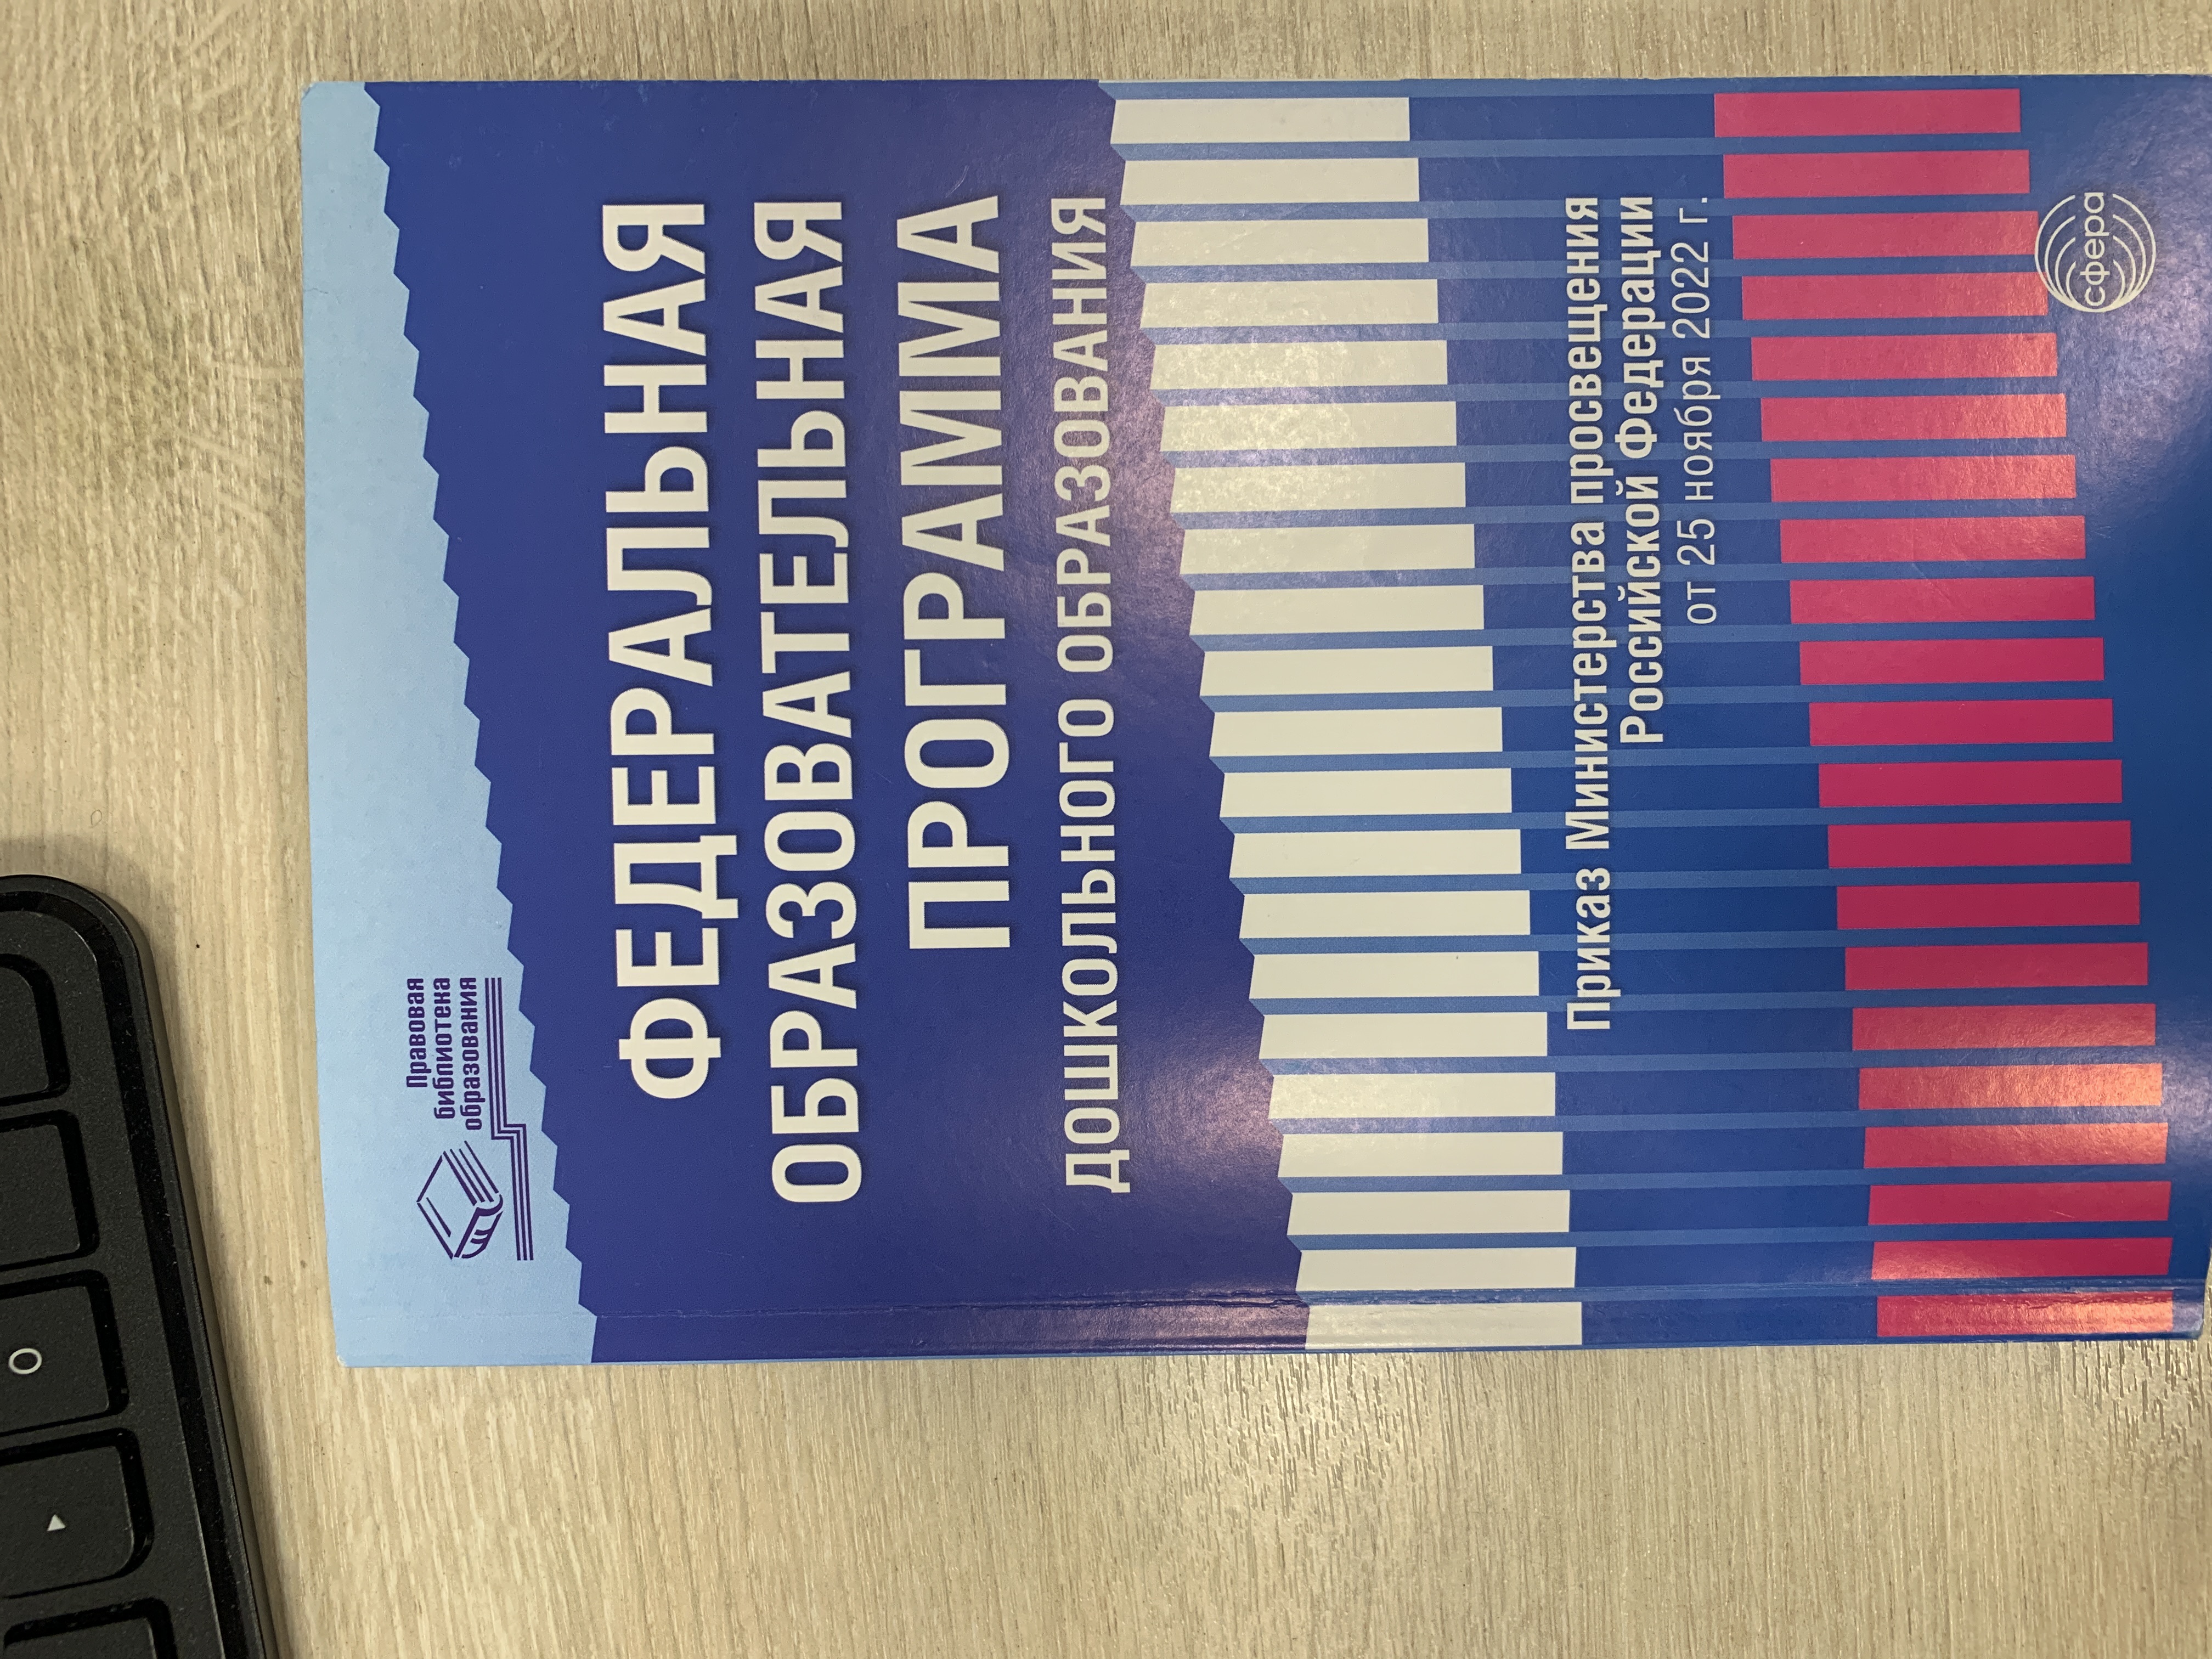 Правовая
библиотека
образования
ФЕДЕРАЛЬНАЯ
ОБРАЗОВАТЕЛЬНАЯ
ПРОГРАММА
ДОШКОЛЬНОГО ОБРАЗОВАНИЯ
Приказ Министерства просвещения
Российской Федерации
от 25 ноября 2022 г.
сфера